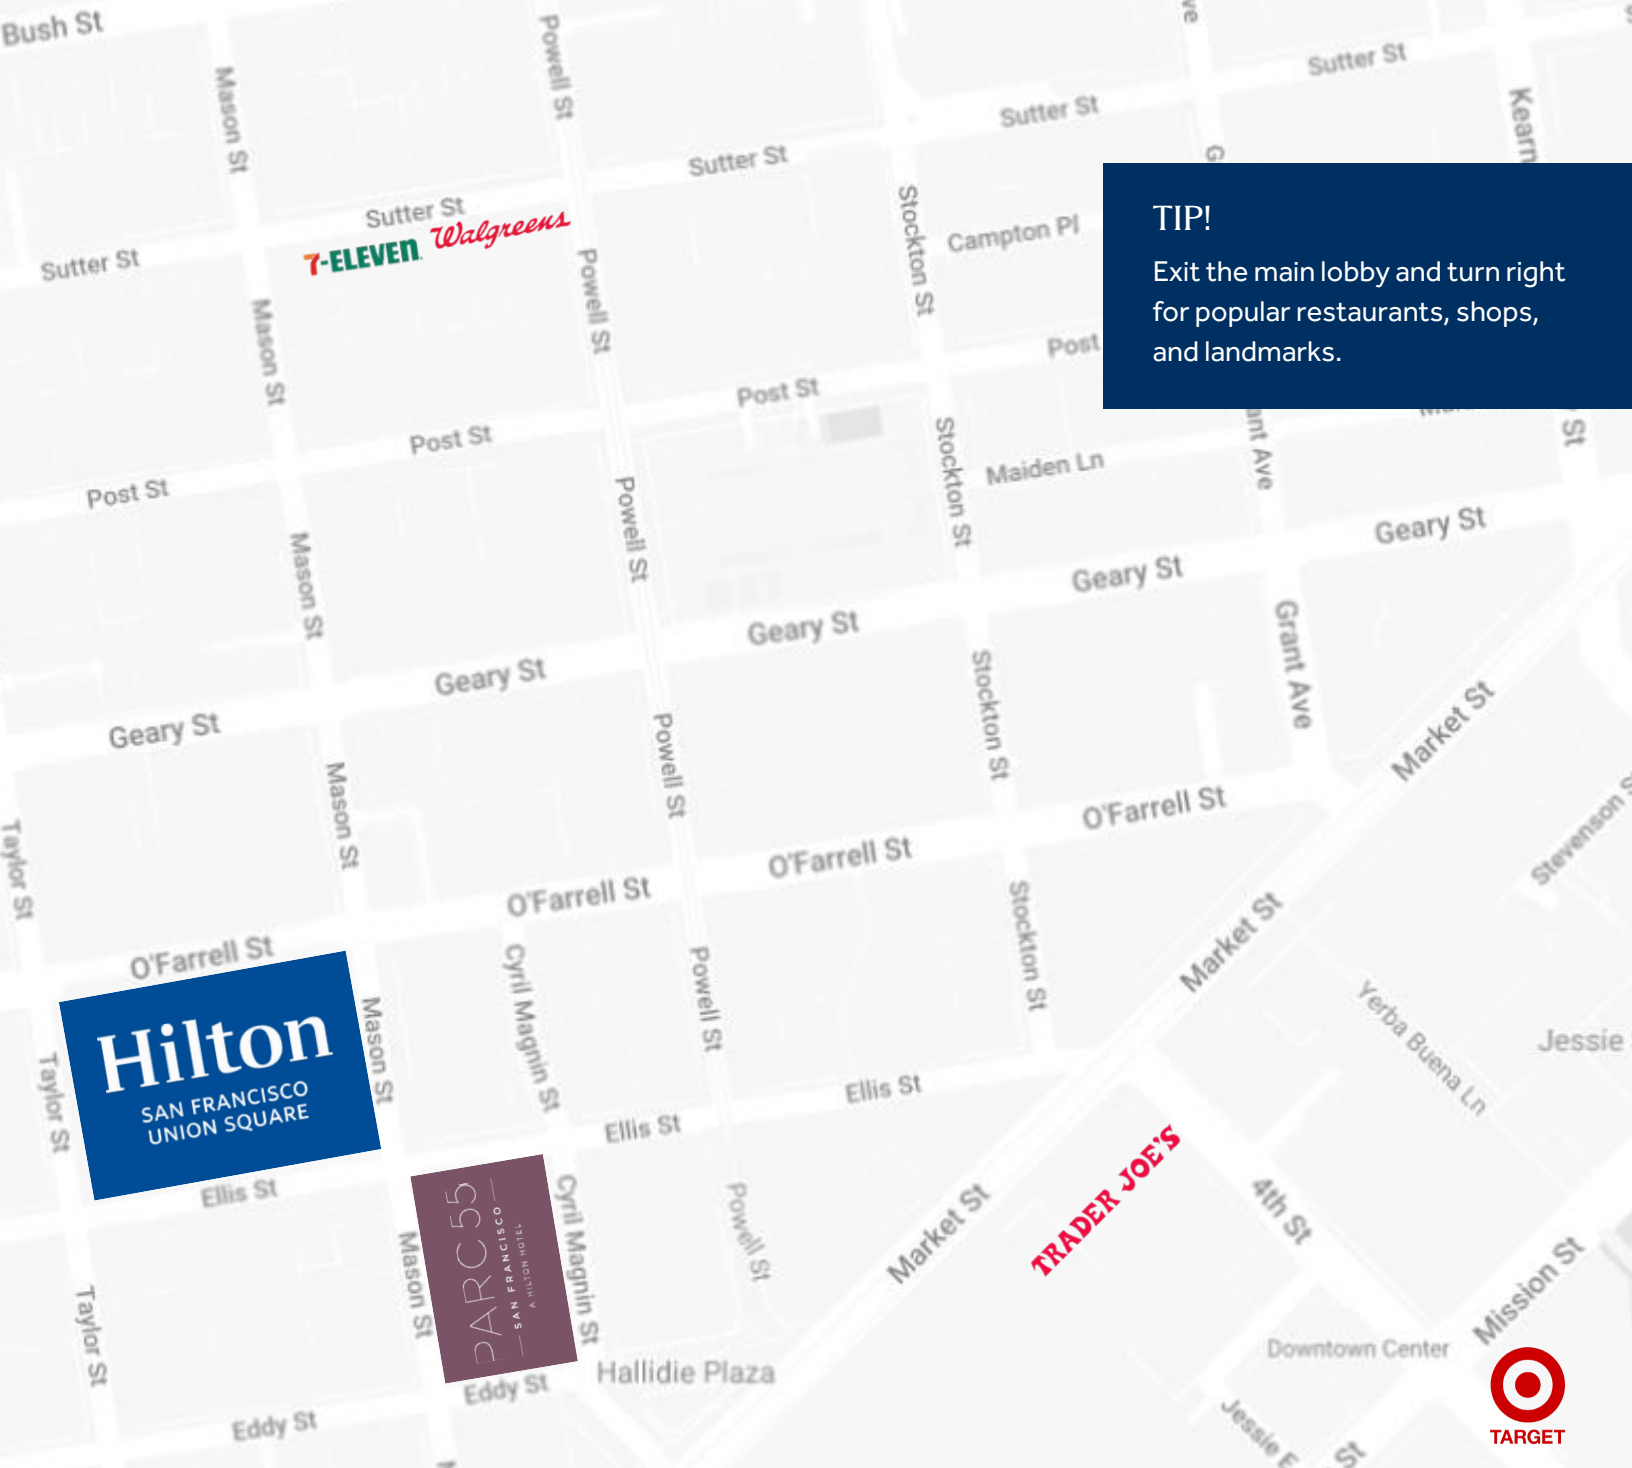 Bush St
Mason St
Powell St
ve
Sutter St
Kearn
Sutter St
Sutter St
G
Sutter St
Sutter St
7-ELEVEN
Walgreens
Stockton St
Campton Pl
TIP!
Exit the main lobby and turn right
for popular restaurants, shops,
and landmarks.
Mason St
Powell St
Post
Post St
Post St
Post St
Stockton St
Maiden Ln
ant Ave
St
Mason St
Powell St
Geary St
Geary St
Geary St
Geary St
Geary St
Grant Ave
Stockton St
Market St
Mason St
Powell St
Taylor St
O'Farrell St
O'Farrell St
O'Farrell St
O'Farrell St
Stevenson S
Stockton St
Market St
Hilton
SAN FRANCISCO
UNION SQUARE
Taylor St
Mason St
Cyril Magnin St
Powell St
Yerba Buena Ln
Jessie
Ellis St
Ellis St
Ellis St
PARC 55
SAN FRANCISCO
A HILTON HOTEL
Mason St
Cyril Magnin St
Powell St
Market St
TRADER JOE'S
4th St
Mission St
Taylor St
Hallidie Plaza
Downtown Center
Eddy St
Eddy St
Jessie E
St
TARGET